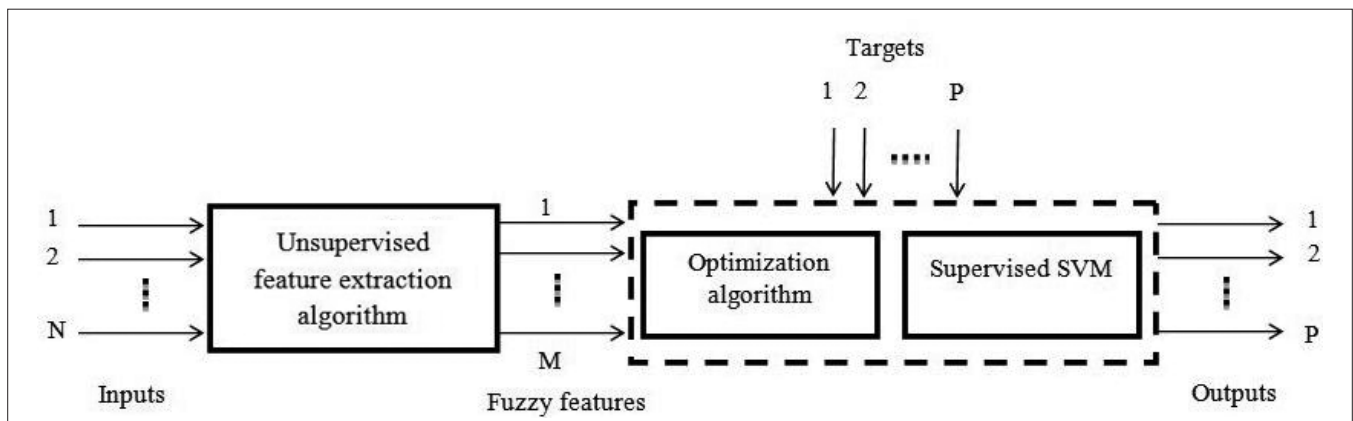 Targets
1 2 P
1
2
N
Inputs
Unsupervised
feature extraction
algorithm
1
M
Fuzzy features
Optimization
algorithm
Supervised SVM
1
2
P
Outputs